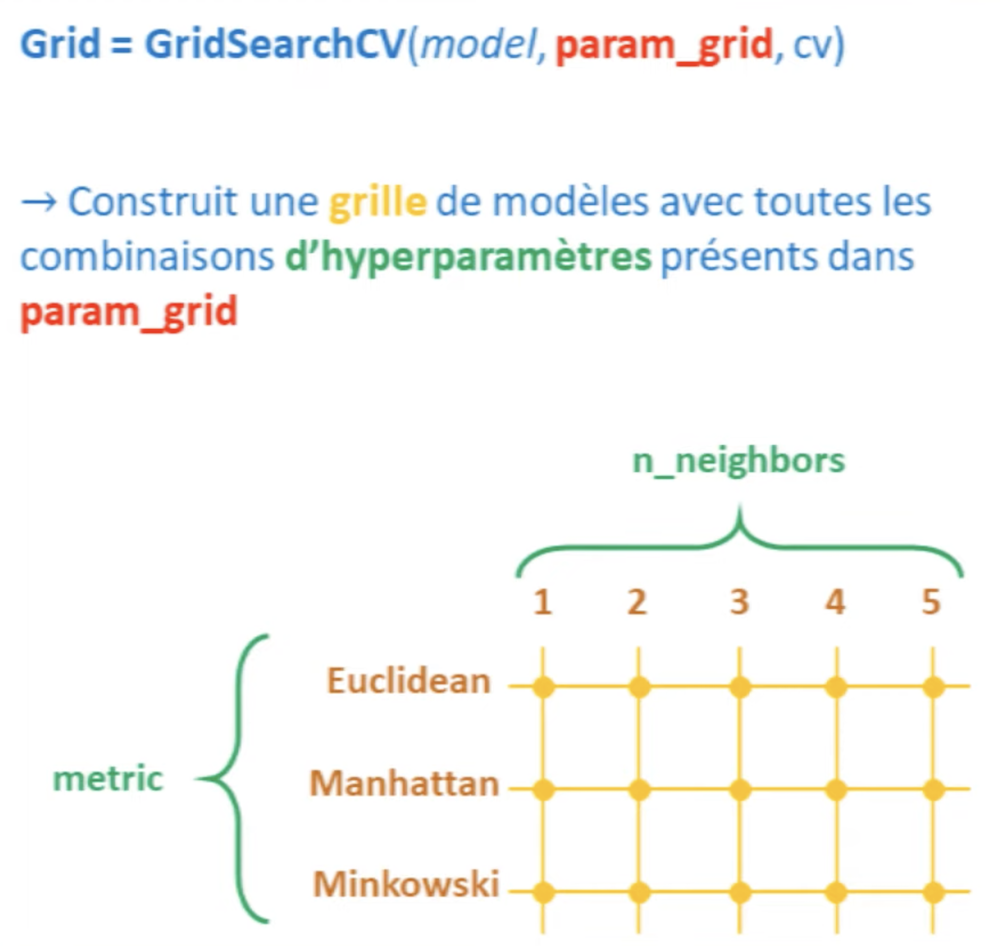 Grid = GridSearchCV(model, param_grid, cv)
→ Construit une grille de modèles avec toutes les
combinaisons d’hyperparamètres présents dans
param_grid
n_neighbors
1 2 3 4 5
Euclidean
metric
Manhattan
Minkowski